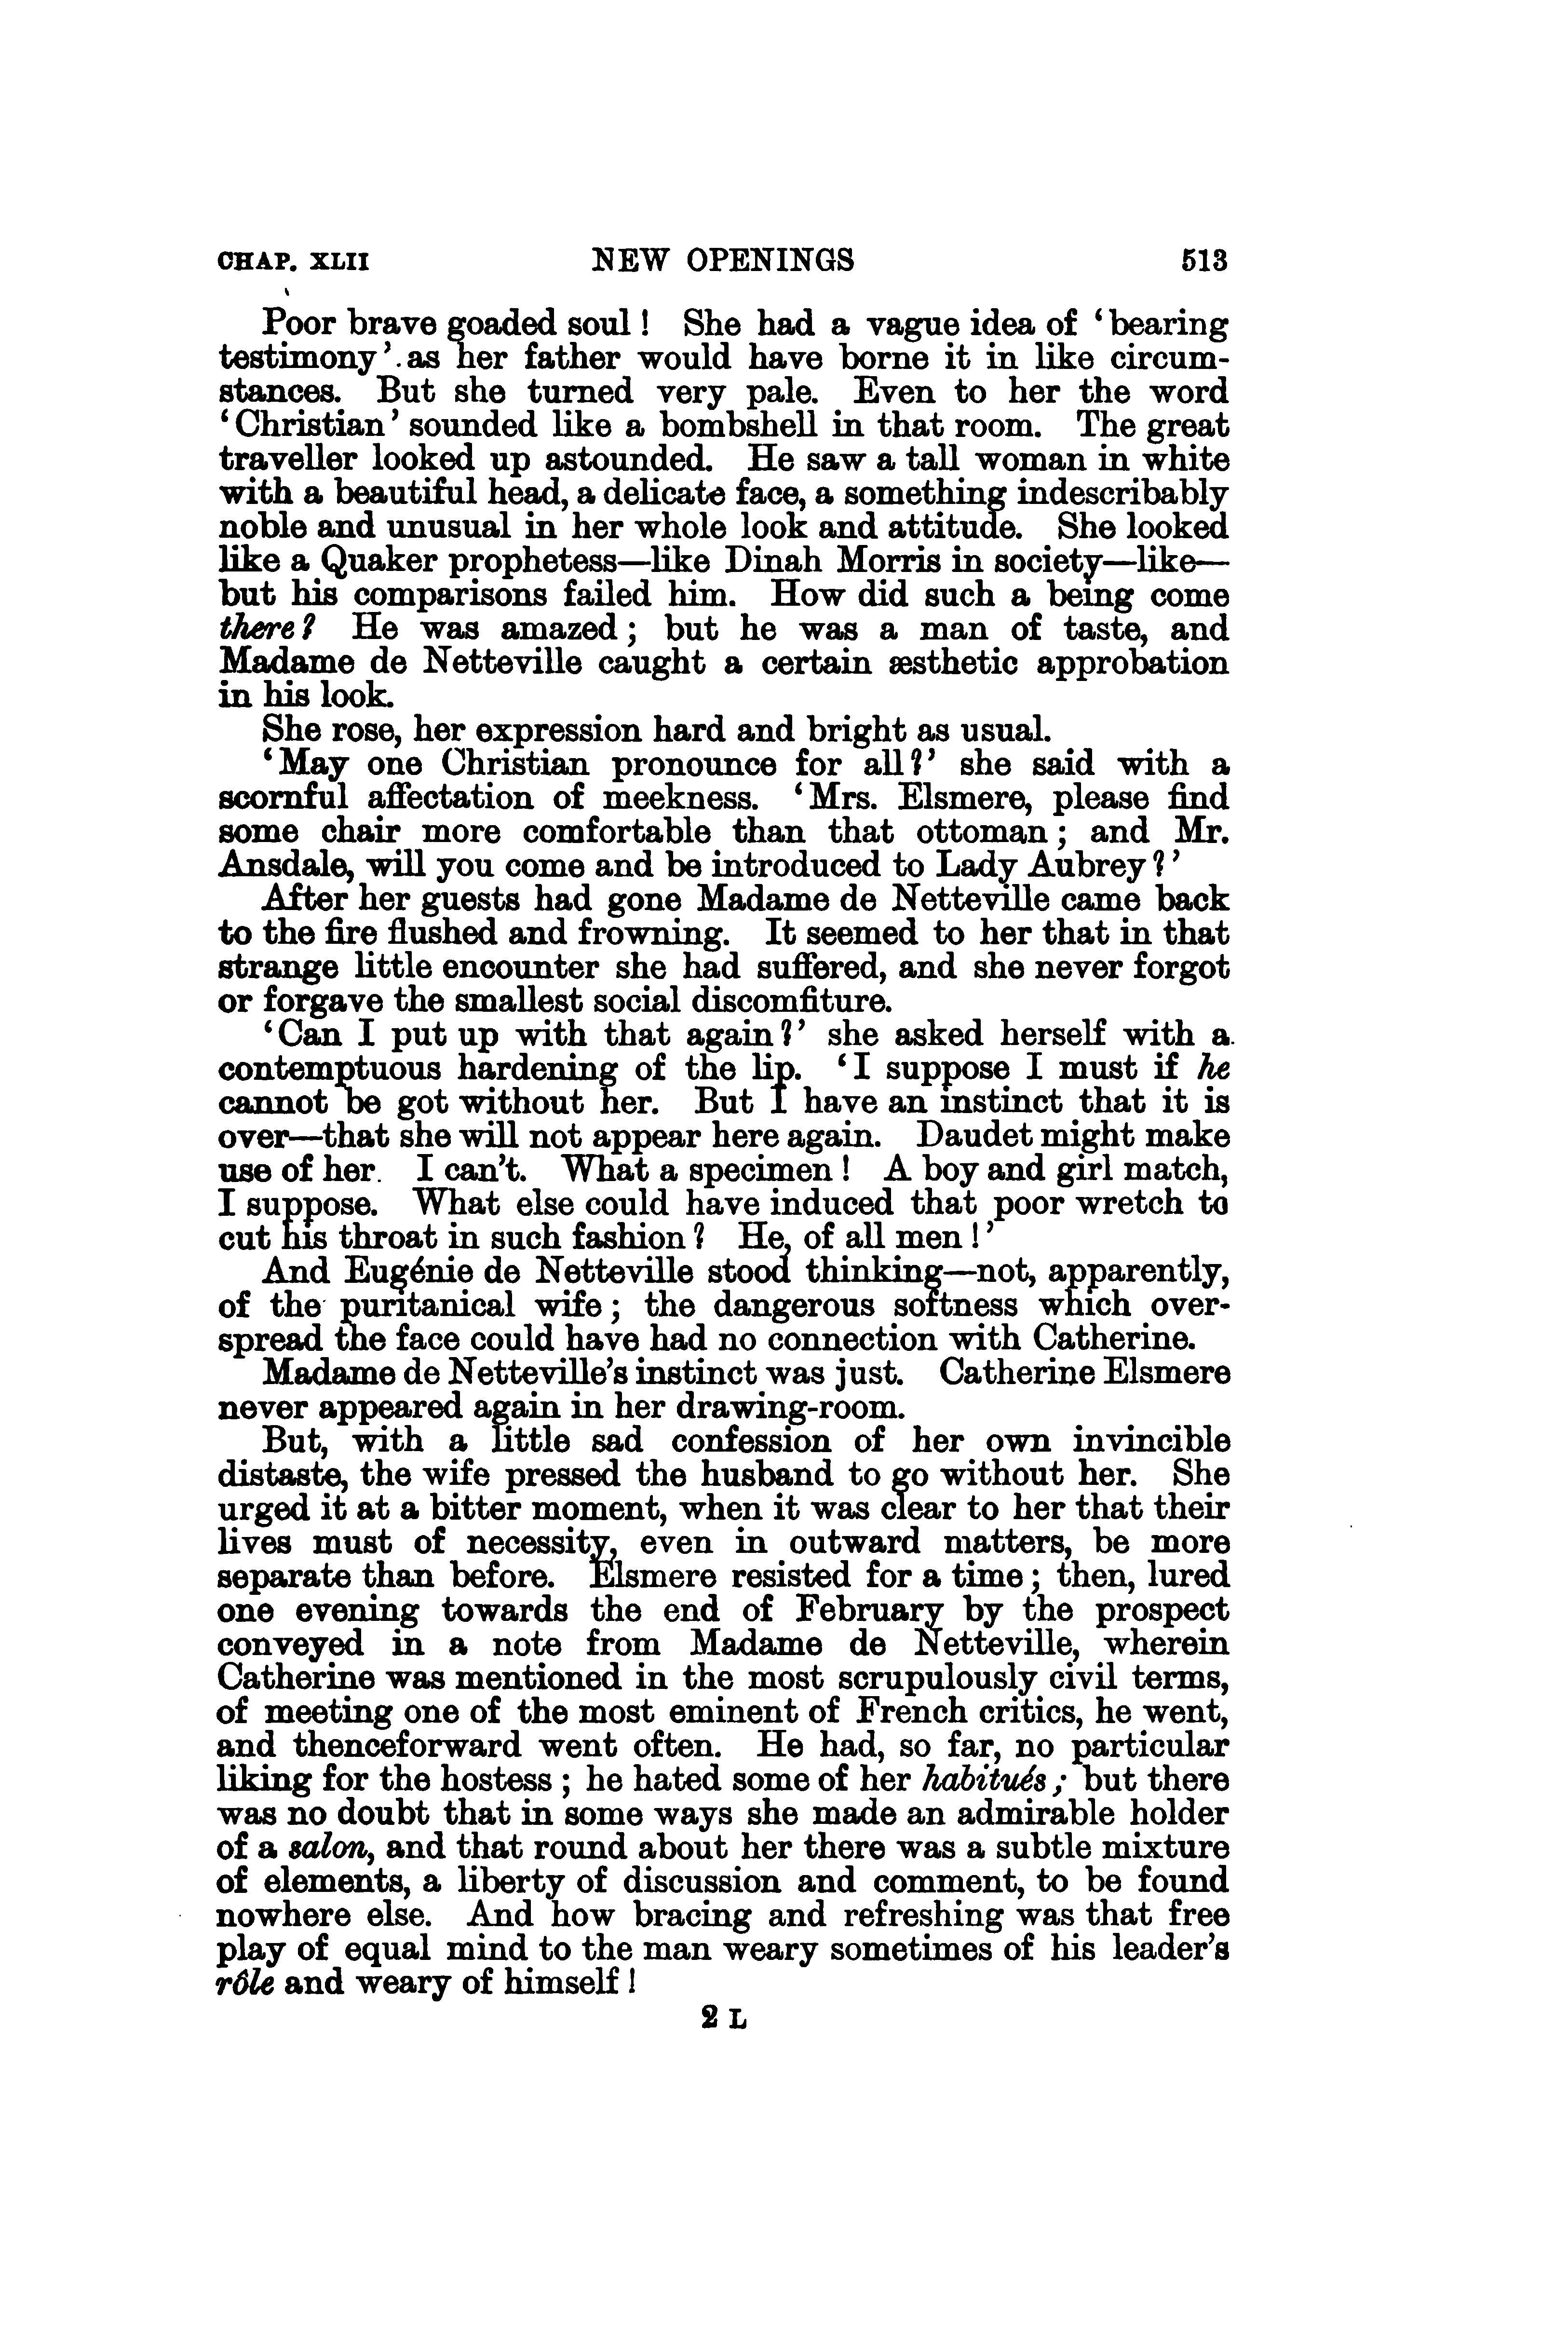 CHAP. XLII NEW OPENINGS 513
Poor brave goaded soul! She had a vague idea of ‘bearing
testimony’ as her father would have borne it in like circum-
stances. But she turned very pale. Even to her the word
‘Christian’ sounded like a bombshell in that room. The great
traveller looked up astounded. He saw a tall woman in white
with a beautiful head, a delicate face, a something indescribably
noble and unusual in her whole look and attitude. She looked
like a Quaker prophetess—like Dinah Morris in society—like—
but his comparisons failed him. How did such a being come
there? He was amazed; but he was a man of taste, and
Madame de Netteville caught a certain æsthetic approbation
in his look.
She rose, her expression hard and bright as usual.
‘May one Christian pronounce for all?’ she said with a
scornful affectation of meekness. ‘Mrs. Elsmere, please find
some chair more comfortable than that ottoman; and Mr.
Ansdale, will you come and be introduced to Lady Aubrey?’
After her guests had gone Madame de Netteville came back
to the fire flushed and frowning. It seemed to her that in that
strange little encounter she had suffered, and she never forgot
or forgave the smallest social discomfiture.
‘Can I put up with that again?’ she asked herself with a
contemptuous hardening of the lip. ‘I suppose I must if he
cannot be got without her. But I have an instinct that it is
over—that she will not appear here again. Daudet might make
use of her. I can’t. What a specimen! A boy and girl match,
I suppose. What else could have induced that poor wretch to
cut his throat in such fashion? He, of all men!’
And Eugénie de Netteville stood thinking—not, apparently,
of the puritanical wife; the dangerous softness which over-
spread the face could have had no connection with Catherine.
Madame de Netteville’s instinct was just. Catherine Elsmere
never appeared again in her drawing-room.
But, with a little sad confession of her own invincible
distaste, the wife pressed the husband to go without her. She
urged it at a bitter moment, when it was clear to her that their
lives must of necessity, even in outward matters, be more
separate than before. Elsmere resisted for a time; then, lured
one evening towards the end of February by the prospect
conveyed in a note from Madame de Netteville, wherein
Catherine was mentioned in the most scrupulously civil terms,
of meeting one of the most eminent of French critics, he went,
and thenceforward went often. He had, so far, no particular
liking for the hostess; he hated some of her habitués; but there
was no doubt that in some ways she made an admirable holder
of a salon, and that round about her there was a subtle mixture
of elements, a liberty of discussion and comment, to be found
nowhere else. And how bracing and refreshing was that free
play of equal mind to the man weary sometimes of his leader’s
rôle and weary of himself!
2 L